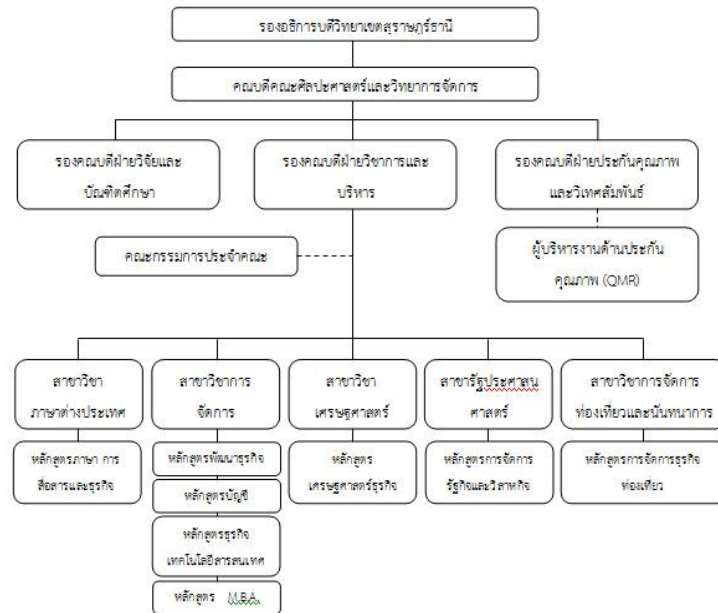 รองอธิการบดีวิทยาเขตสุราษฎร์ธานี
คณบดีคณะศิลปะศาสตร์และวิทยาการจัดการ
รองคณบดีฝ่ายวิจัยและ
บัณฑิตศึกษา
รองคณบดีฝ่ายวิชาการและ
บริหาร
รองคณบดีฝ่ายประกันคุณภาพ
และวิเทศสัมพันธ์
คณะกรรมการประจำคณะ
ผู้บริหารงานด้านประกัน
คุณภาพ (QMR)
สาขาวิชา
ภาษาต่างประเทศ
สาขาวิชาการ
จัดการ
สาขาวิชา
เศรษฐศาสตร์
สาขารัฐประศาสน
ศาสตร์
สาขาวิชาการจัดการ
ท่องเที่ยวและนันทนาการ
หลักสูตรภาษา การ
สื่อสารและธุรกิจ
หลักสูตรพัฒนาธุรกิจ
หลักสูตรบัญชี
หลักสูตรธุรกิจ
เทคโนโลยีสารสนเทศ
หลักสูตร M.B.A.
หลักสูตร
เศรษฐศาสตร์ธุรกิจ
หลักสูตรการจัดการ
รัฐกิจและวิสาหกิจ
หลักสูตรการจัดการธุรกิจ
ท่องเที่ยว